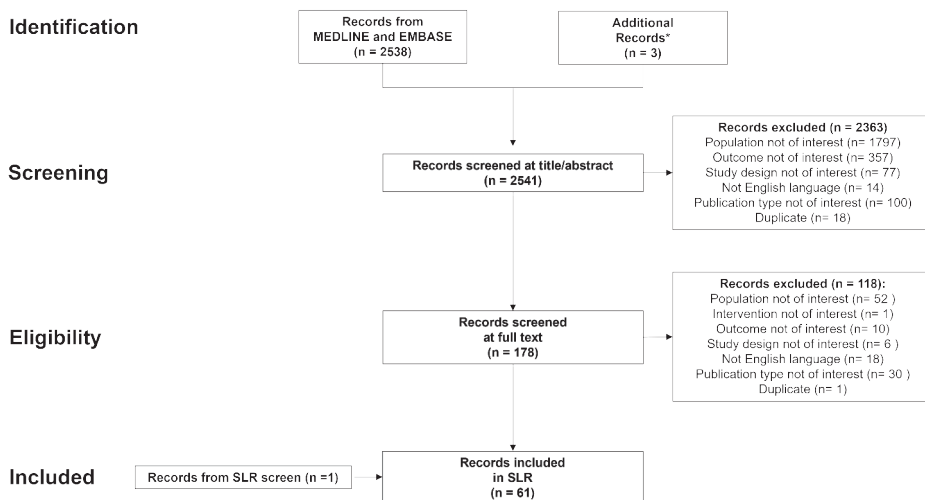 Identification
Records from
MEDLINE and EMBASE
(n = 2538)
Additional
Records*
(n = 3)
Screening
Records screened at title/abstract
(n = 2541)
Records excluded (n = 2363)
Population not of interest (n= 1797)
Outcome not of interest (n= 357)
Study design not of interest (n= 77)
Not English language (n= 14)
Publication type not of interest (n= 100)
Duplicate (n= 18)
Eligibility
Records screened
at full text
(n = 178)
Records excluded (n = 118):
Population not of interest (n= 52 )
Intervention not of interest (n= 1)
Outcome not of interest (n= 10)
Study design not of interest (n= 6 )
Not English language (n= 18)
Publication type not of interest (n= 30 )
Duplicate (n= 1)
Included
Records from SLR screen (n =1)
Records included
in SLR
(n = 61)